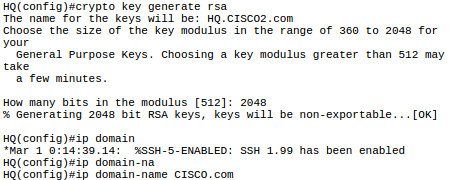 HQ(config)#crypto key generate rsa
The name for the keys will be: HQ.CISCO2.com
Choose the size of the key modulus in the range of 360 to 2048 for
your
  General Purpose Keys. Choosing a key modulus greater than 512 may
take
  a few minutes.

How many bits in the modulus [512]: 2048
% Generating 2048 bit RSA keys, keys will be non-exportable...[OK]

HQ(config)#ip domain
*Mar 1 0:14:39.14:  %SSH-5-ENABLED: SSH 1.99 has been enabled
HQ(config)#ip domain-na
HQ(config)#ip domain-name CISCO.com